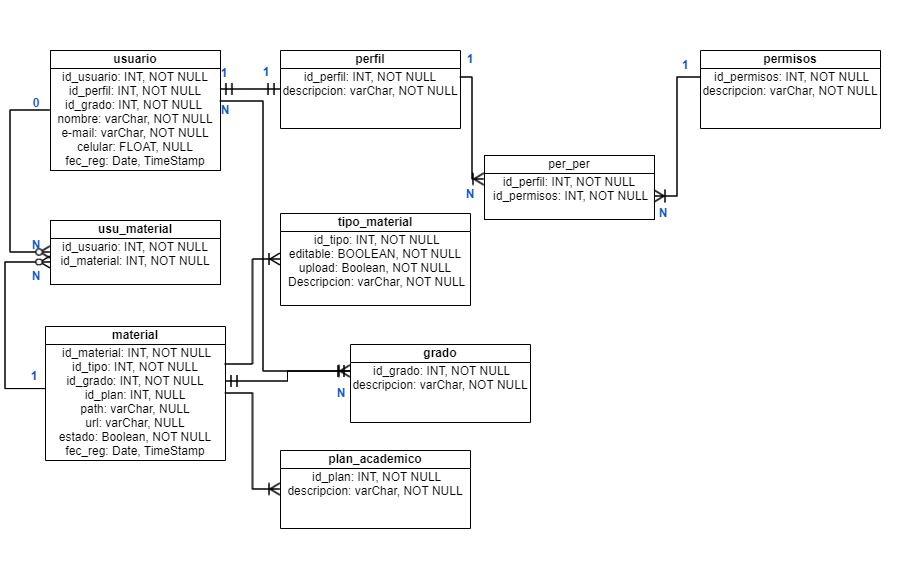 usuario
id_usuario: INT, NOT NULL
id_perfil: INT, NOT NULL
id_grado: INT, NOT NULL
nombre: varChar, NOT NULL
e-mail: varChar, NOT NULL
celular: FLOAT, NULL
fec_reg: Date, TimeStamp
1
1
N
0
perfil
id_perfil: INT, NOT NULL
descripcion: varChar, NOT NULL
1
permisos
id_permisos: INT, NOT NULL
descripcion: varChar, NOT NULL
1
per_per
id_perfil: INT, NOT NULL
id_permisos: INT, NOT NULL
N
N
usu_material
id_usuario: INT, NOT NULL
id_material: INT, NOT NULL
N
N
tipo_material
id_tipo: INT, NOT NULL
editable: BOOLEAN, NOT NULL
upload: Boolean, NOT NULL
Descripcion: varChar, NOT NULL
material
id_material: INT, NOT NULL
id_tipo: INT, NOT NULL
id_grado: INT, NOT NULL
id_plan: INT, NULL
path: varChar, NULL
url: varChar, NULL
estado: Boolean, NOT NULL
fec_reg: Date, TimeStamp
1
grado
id_grado: INT, NOT NULL
descripcion: varChar, NOT NULL
N
plan_academico
id_plan: INT, NOT NULL
descripcion: varChar, NOT NULL